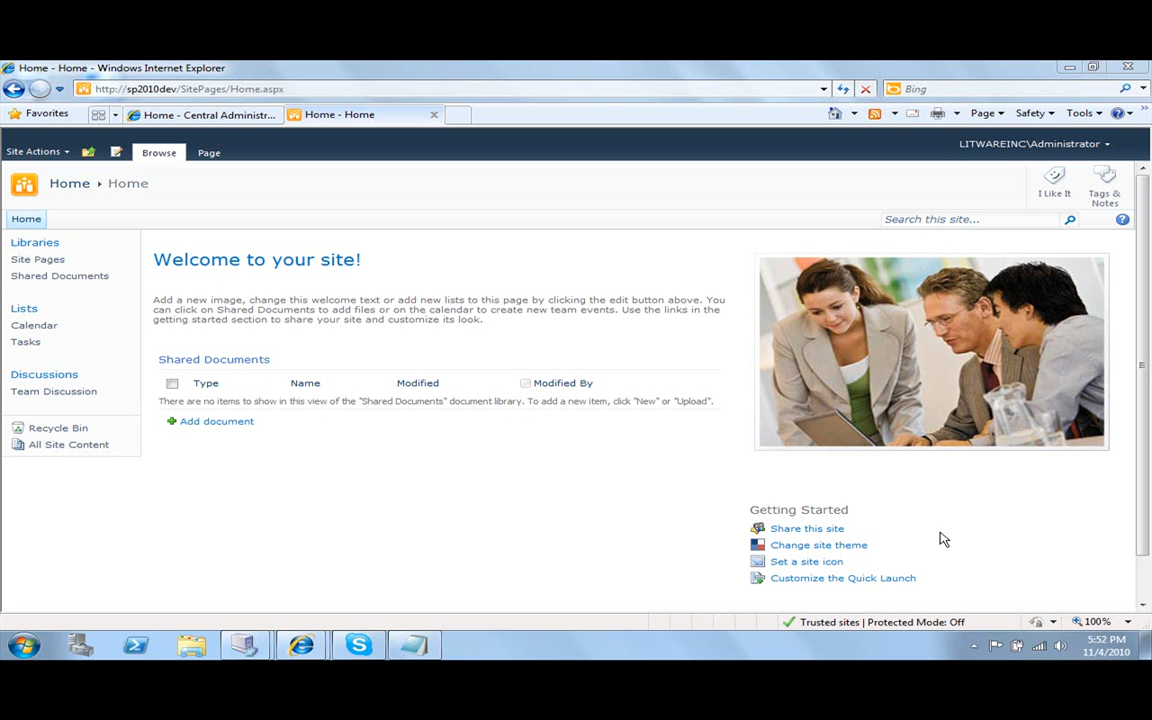 Home - Home - Windows Internet Explorer
http://sp2010dev/SitePages/Home.aspx
Bing
Favorites
Home - Central Administr...
Home - Home
Page
Safety
Tools
Site Actions
Browse
Page
LITWAREINC\Administrator
Home
Home
I Like It
Tags &
Notes
Home
Search this site...
Libraries
Site Pages
Shared Documents
Lists
Calendar
Tasks
Discussions
Team Discussion
Recycle Bin
All Site Content
Welcome to your site!
Add a new image, change this welcome text or add new lists to this page by clicking the edit button above. You
can click on Shared Documents to add files or on the calendar to create new team events. Use the links in the
getting started section to share your site and customize its look.
Shared Documents
Type Name Modified Modified By
There are no items to show in this view of the "Shared Documents" document library. To add a new item, click "New" or "Upload".
Add document
Getting Started
Share this site
Change site theme
Set a site icon
Customize the Quick Launch
Trusted sites | Protected Mode: Off
100%
5:52 PM
11/4/2010